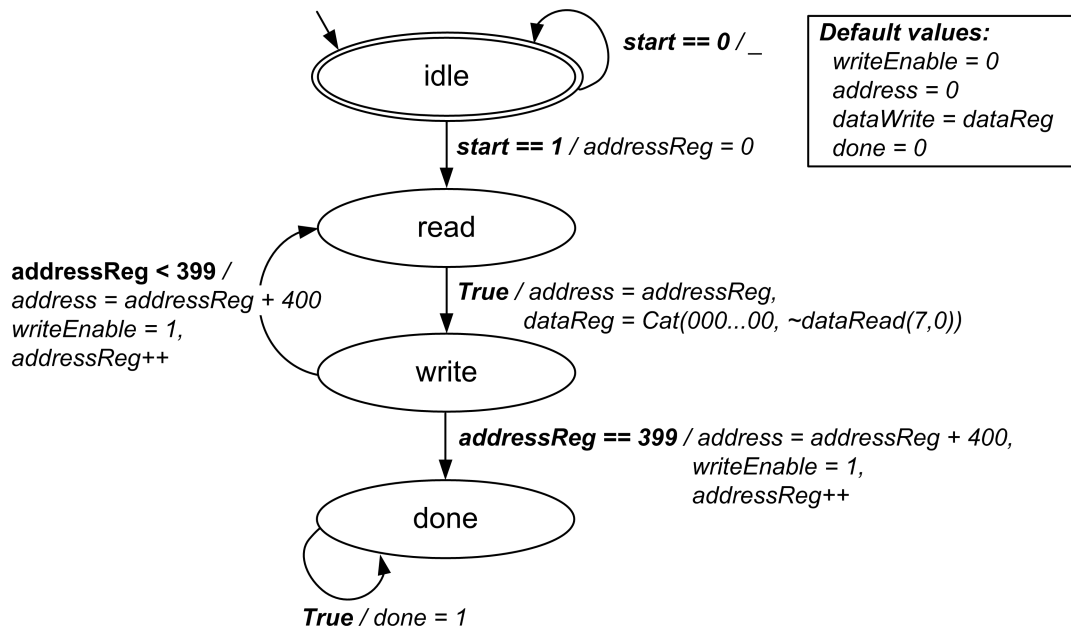 idle
start == 0 / _
Default values:
writeEnable = 0
address = 0
dataWrite = dataReg
done = 0
start == 1 / addressReg = 0
read
addressReg < 399 /
address = addressReg + 400
writeEnable = 1,
addressReg++
True / address = addressReg,
dataReg = Cat(000...00, ~dataRead(7,0))
write
addressReg == 399 / address = addressReg + 400,
writeEnable = 1,
addressReg++
done
True / done = 1